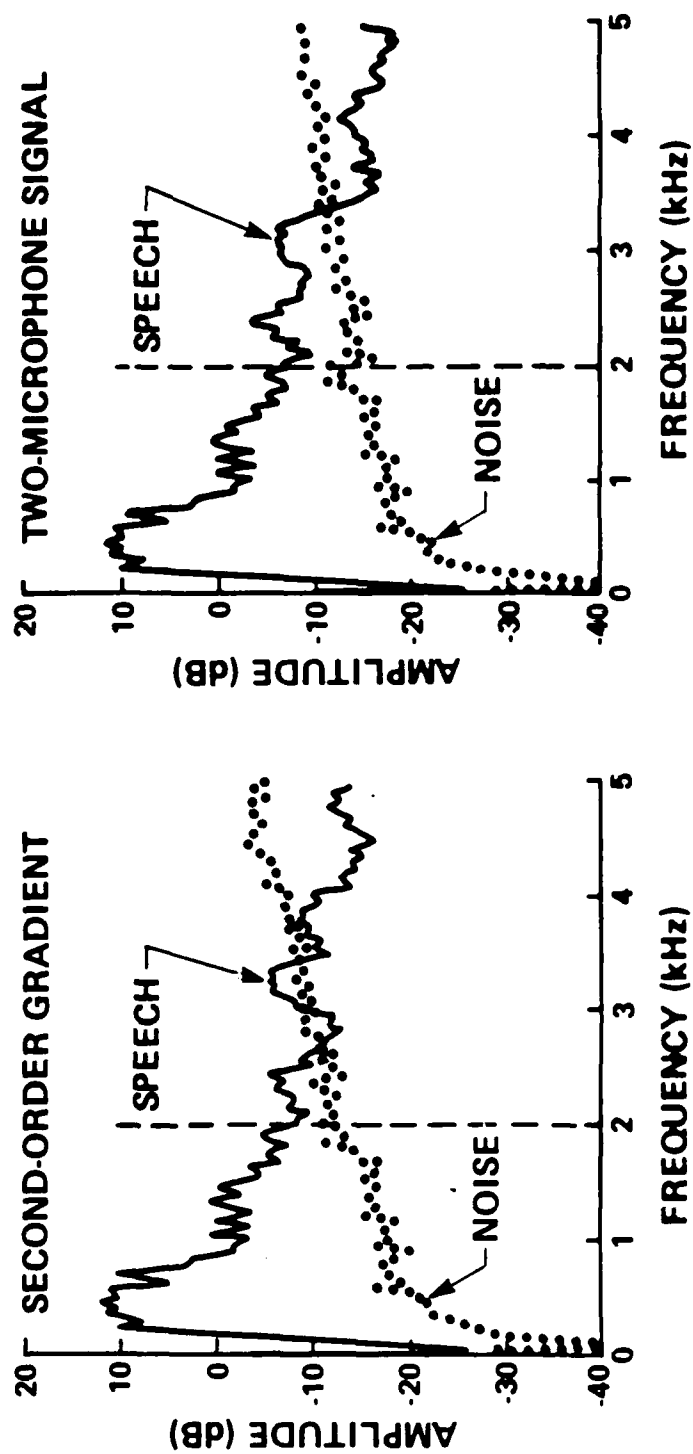 SECOND-ORDER GRADIENT
20
10
0
-10
-20
-30
-40
AMPLITUDE (dB)
SPEECH
NOISE
0
1
2
3
4
5
FREQUENCY (kHz)
TWO-MICROPHONE SIGNAL
20
10
0
-10
-20
-30
-40
AMPLITUDE (dB)
SPEECH
NOISE
0
1
2
3
4
5
FREQUENCY (kHz)